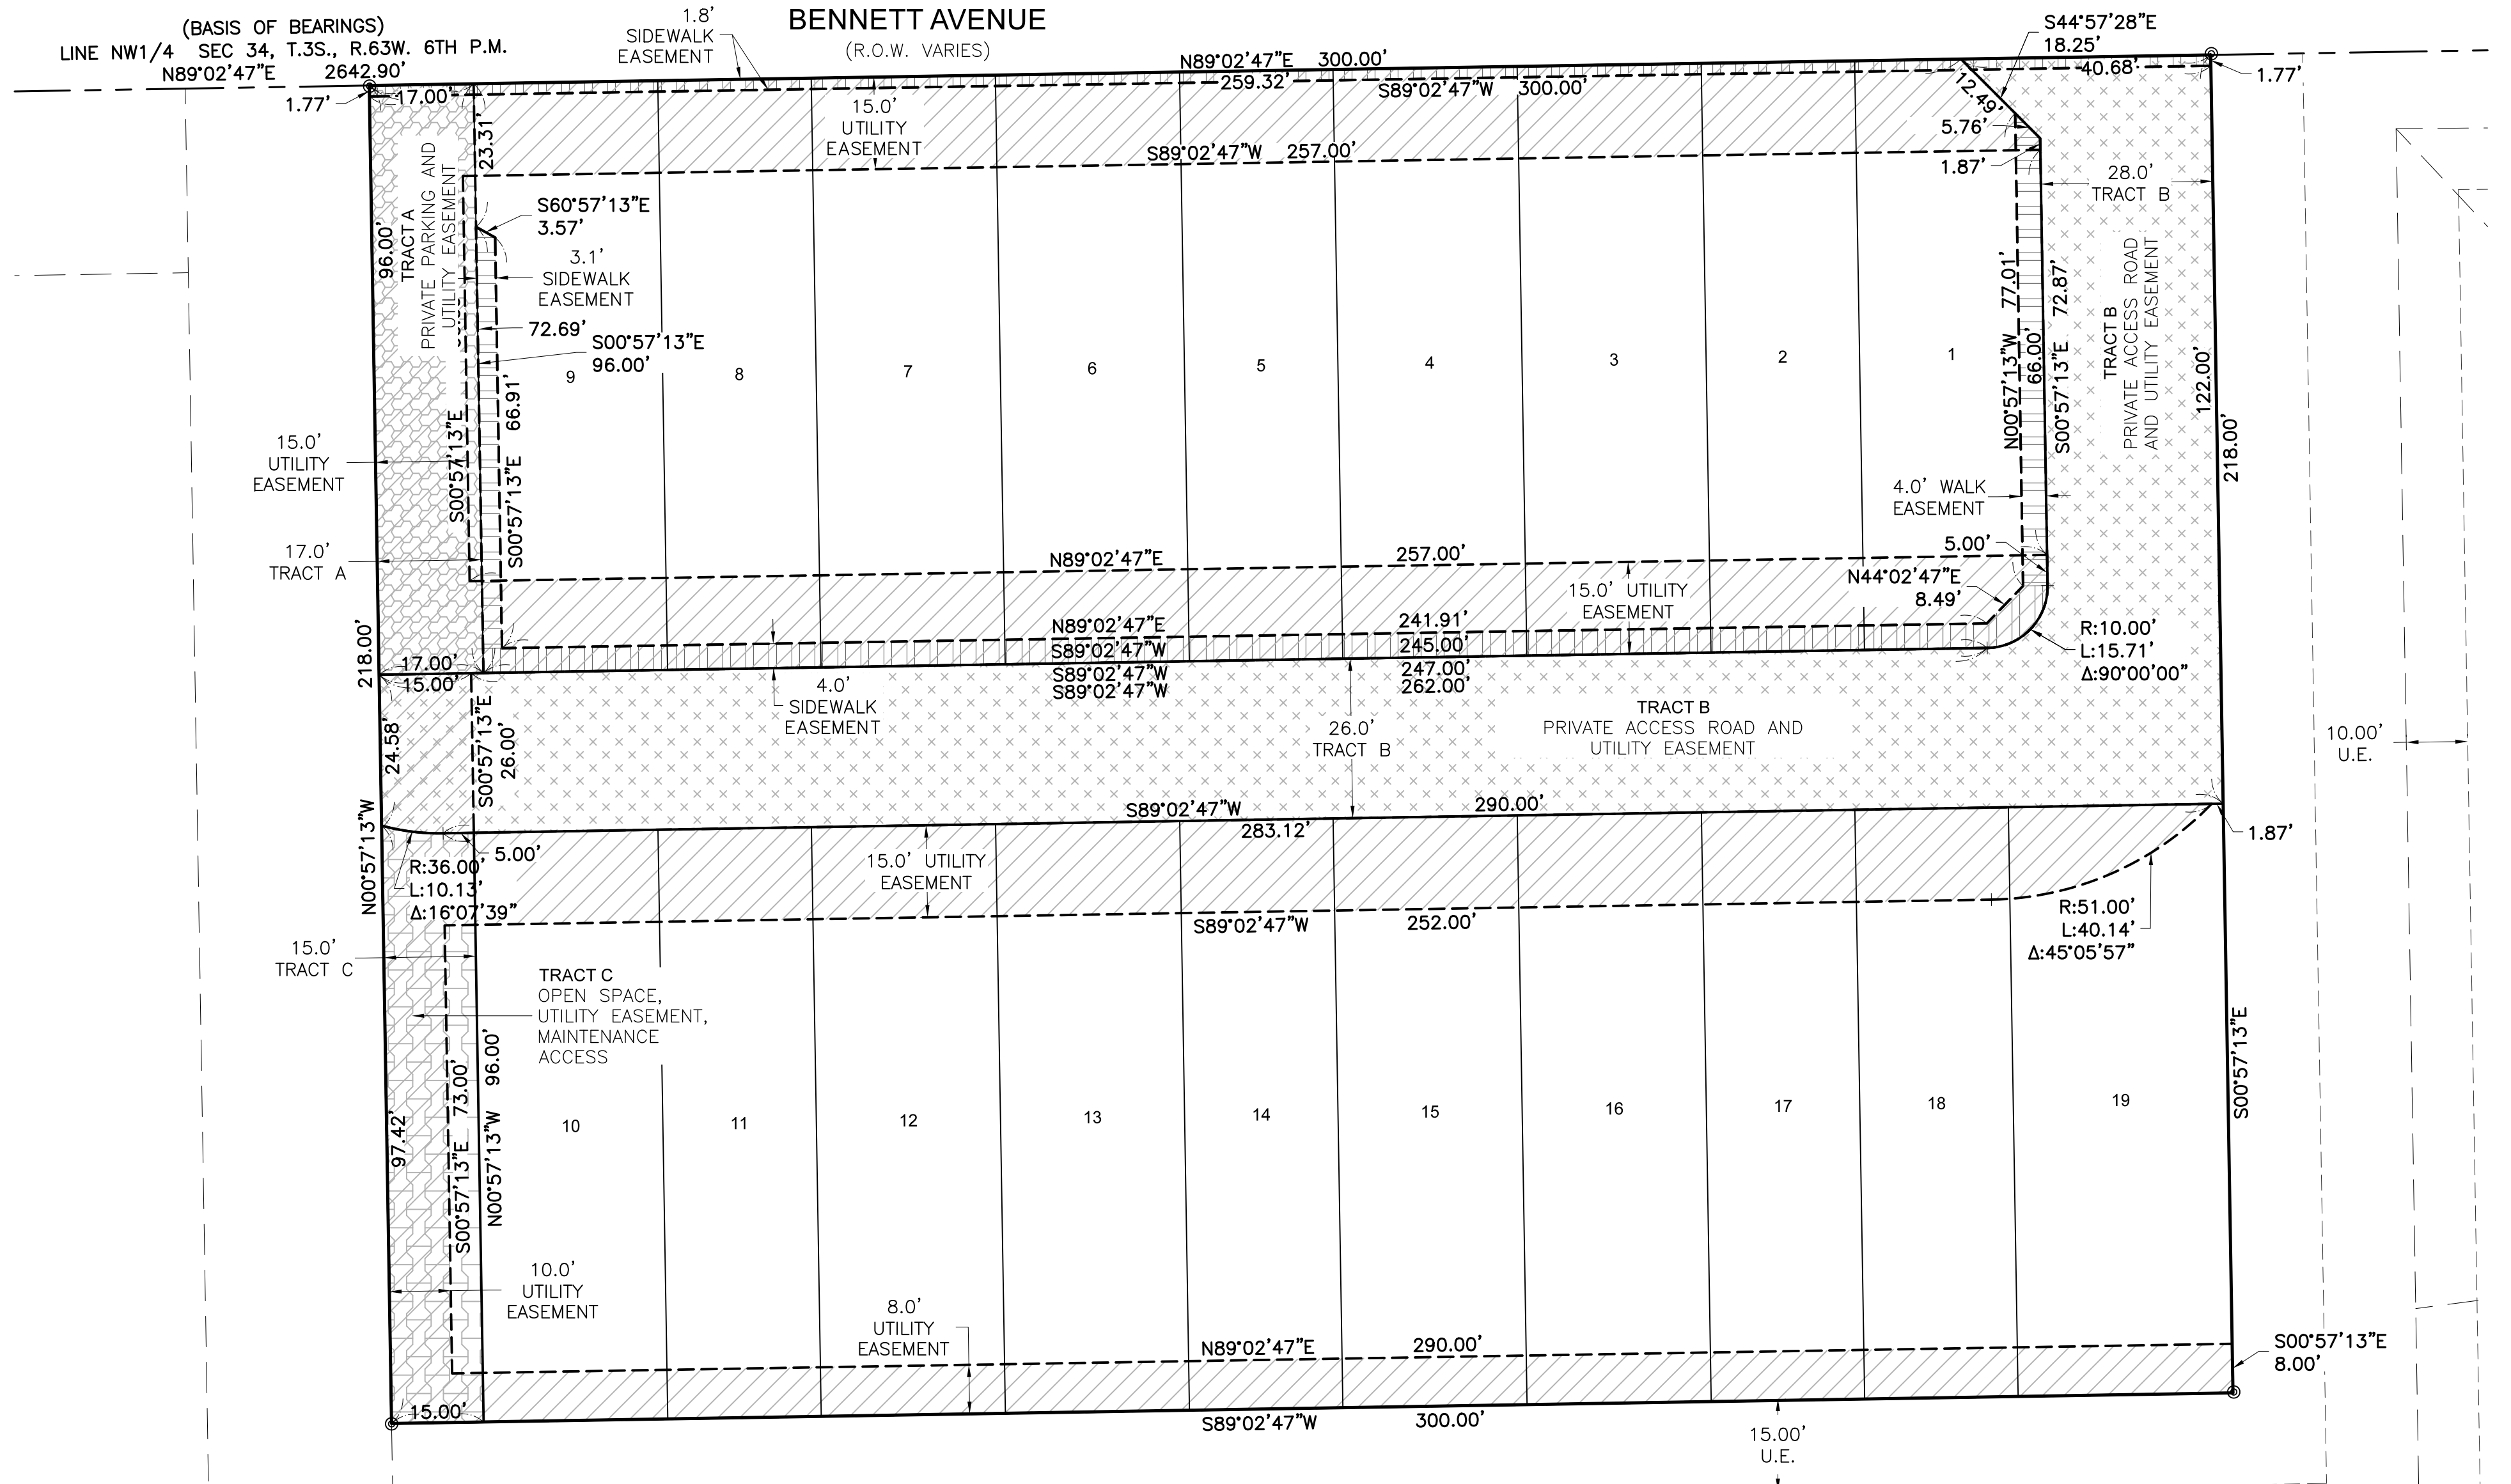 (BASIS OF BEARINGS)
LINE NW1/4 SEC 34, T.3S., R.63W. 6TH P.M.
N89°02'47"E 2642.90'
1.8'
SIDEWALK
EASEMENT
BENNETT AVENUE
(R.O.W. VARIES)
N89°02'47"E 300.00'
259.32'
S89°02'47"W 300.00'
S44°57'28"E
18.25'
40.68'
1.77'
1.77'
17.00'
12.49'
5.76'
1.87'
23.31'
15.0'
UTILITY
EASEMENT
S89°02'47"W 257.00'
28.0'
TRACT B
96.00'
TRACT A
PRIVATE PARKING AND
UTILITY EASEMENT
S60°57'13"E
3.57'
3.1'
SIDEWALK
EASEMENT
72.69'
S00°57'13"E
96.00'
9
8
7
6
5
4
3
2
1
N00°57'13"W 77.01'
66.00'
S00°57'13"E 72.87'
TRACT B
PRIVATE ACCESS ROAD
AND UTILITY EASEMENT
122.00'
218.00'
S00°57'13"E
S00°57'13"E 66.91'
15.0'
UTILITY
EASEMENT
17.0'
TRACT A
4.0' WALK
EASEMENT
5.00'
N89°02'47"E 257.00'
N44°02'47"E
8.49'
15.0' UTILITY
EASEMENT
N89°02'47"E 241.91'
S89°02'47"W 245.00'
S89°02'47"W 247.00'
S89°02'47"W 262.00'
R:10.00'
L:15.71'
Δ:90°00'00"
218.00'
17.00'
15.00'
4.0'
SIDEWALK
EASEMENT
26.0'
TRACT B
TRACT B
PRIVATE ACCESS ROAD AND
UTILITY EASEMENT
10.00'
U.E.
24.58'
S00°57'13"E
26.00'
S89°02'47"W 290.00'
283.12'
1.87'
N00°57'13"W
5.00'
R:36.00'
L:10.13'
Δ:16°07'39"
15.0' UTILITY
EASEMENT
S89°02'47"W 252.00'
R:51.00'
L:40.14'
Δ:45°05'57"
15.0'
TRACT C
TRACT C
OPEN SPACE,
UTILITY EASEMENT,
MAINTENANCE
ACCESS
97.42'
S00°57'13"E 73.00'
N00°57'13"W 96.00'
S00°57'13"E
10
11
12
13
14
15
16
17
18
19
10.0'
UTILITY
EASEMENT
8.0'
UTILITY
EASEMENT
N89°02'47"E 290.00'
S00°57'13"E
8.00'
15.00'
S89°02'47"W 300.00'
15.00'
U.E.